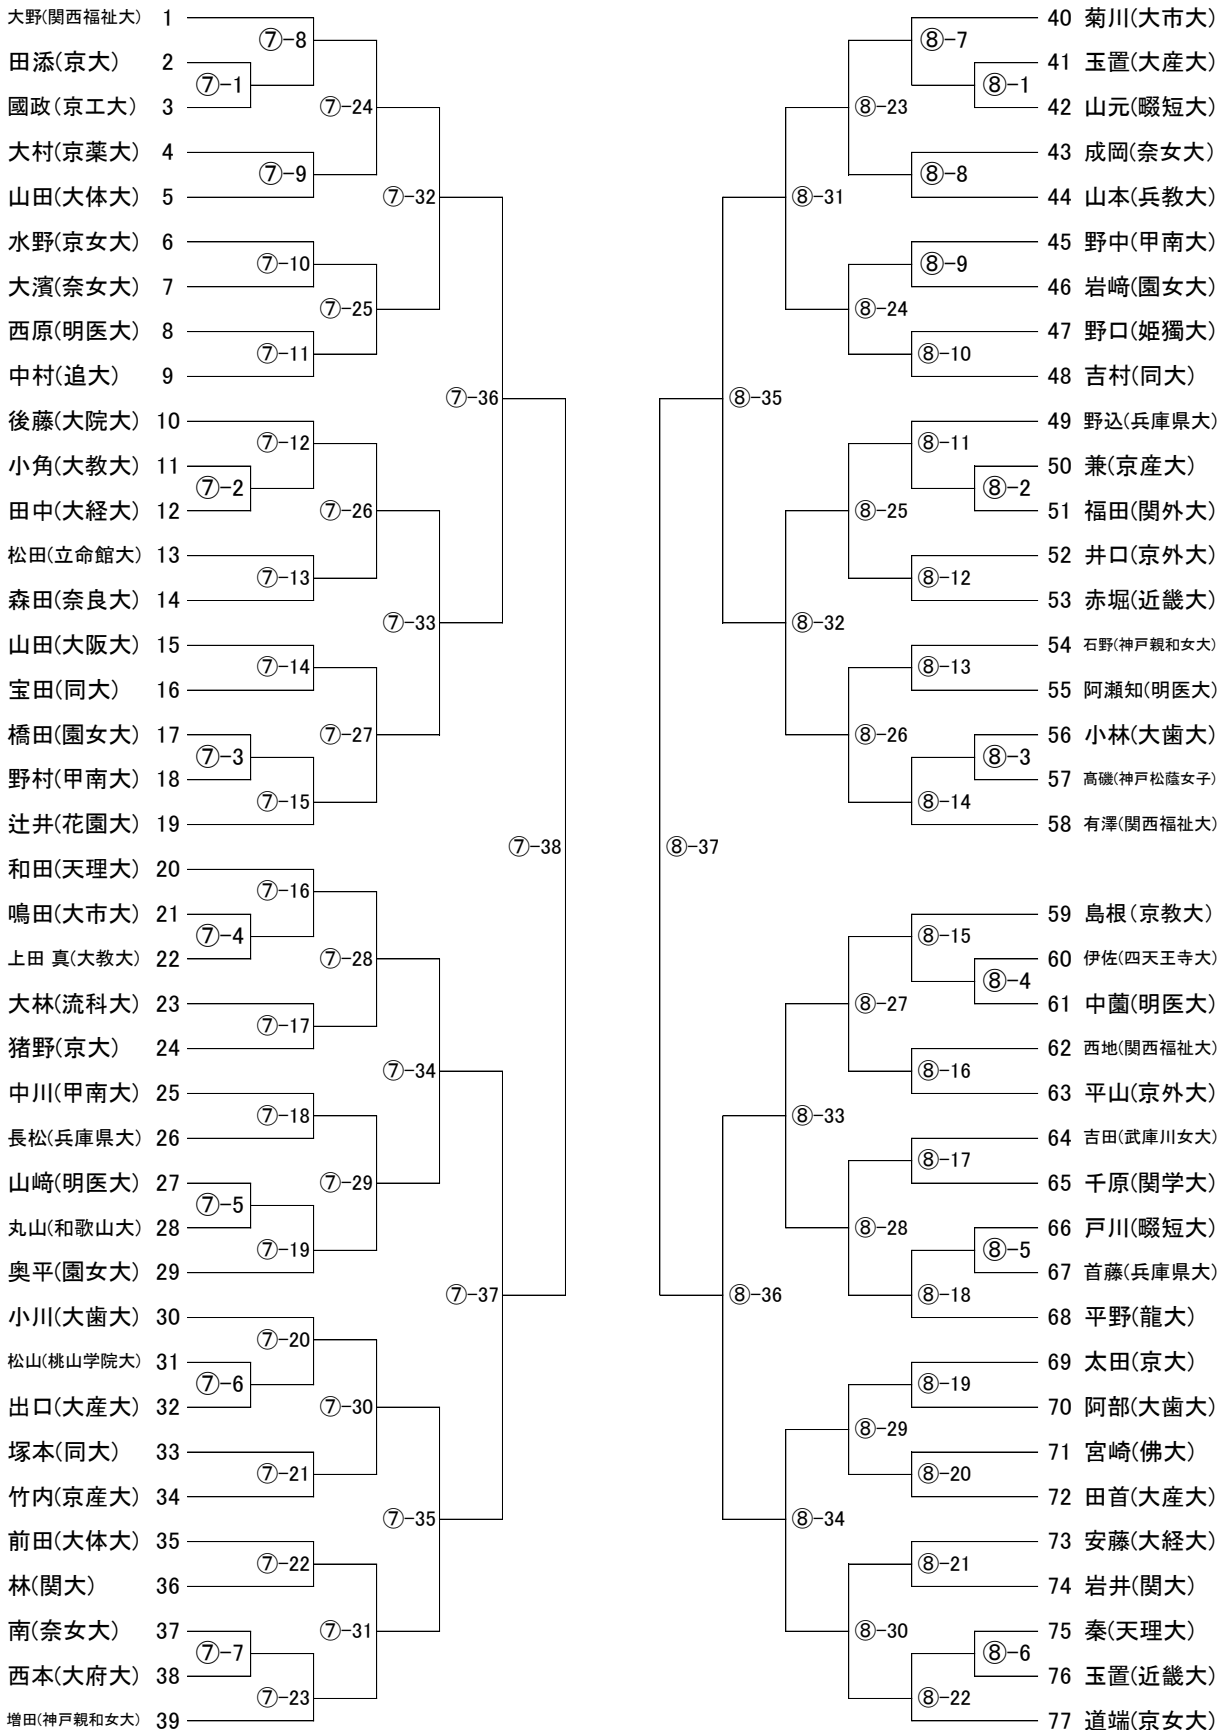 大野(関西福祉大) 1
⑦-8
田添(京大) 2
⑦-1
國政(京工大) 3
⑦-24
大村(京薬大) 4
⑦-9
山田(大体大) 5
⑦-32
水野(京女大) 6
⑦-10
大濱(奈女大) 7
⑦-25
西原(明医大) 8
⑦-11
中村(追大) 9
⑦-36
後藤(大院大) 10
⑦-12
小角(大教大) 11
⑦-2
田中(大経大) 12
⑦-26
松田(立命館大) 13
⑦-13
森田(奈良大) 14
⑦-33
山田(大阪大) 15
⑦-14
宝田(同大) 16
橋田(園女大) 17
⑦-27
⑦-3
野村(甲南大) 18
⑦-15
辻井(花園大) 19
⑦-38
和田(天理大) 20
⑦-16
鳴田(大市大) 21
⑦-4
上田 真(大教大) 22
⑦-28
大林(流科大) 23
⑦-17
猪野(京大) 24
⑦-34
中川(甲南大) 25
⑦-18
長松(兵庫県大) 26
山﨑(明医大) 27
⑦-29
⑦-5
丸山(和歌山大) 28
⑦-19
奥平(園女大) 29
⑦-37
小川(大歯大) 30
⑦-20
松山(桃山学院大) 31
⑦-6
出口(大産大) 32
⑦-30
塚本(同大) 33
⑦-21
竹内(京産大) 34
⑦-35
前田(大体大) 35
⑦-22
林(関大) 36
南(奈女大) 37
⑦-31
⑦-7
西本(大府大) 38
⑦-23
増田(神戸親和女大) 39
40 菊川(大市大)
⑧-7
41 玉置(大産大)
⑧-1
42 山元(畷短大)
⑧-23
43 成岡(奈女大)
⑧-8
44 山本(兵教大)
⑧-31
45 野中(甲南大)
⑧-9
46 岩﨑(園女大)
⑧-24
47 野口(姫獨大)
⑧-10
48 吉村(同大)
⑧-35
49 野込(兵庫県大)
⑧-11
50 兼(京産大)
⑧-2
51 福田(関外大)
⑧-25
52 井口(京外大)
⑧-12
53 赤堀(近畿大)
⑧-32
54 石野(神戸親和女大)
⑧-13
55 阿瀬知(明医大)
56 小林(大歯大)
⑧-26
⑧-3
57 髙磯(神戸松蔭女子)
⑧-14
58 有澤(関西福祉大)
⑧-37
59 島根(京教大)
⑧-15
60 伊佐(四天王寺大)
⑧-4
61 中薗(明医大)
⑧-27
62 西地(関西福祉大)
⑧-16
63 平山(京外大)
⑧-33
64 吉田(武庫川女大)
⑧-17
65 千原(関学大)
66 戸川(畷短大)
⑧-28
⑧-5
67 首藤(兵庫県大)
⑧-18
⑧-36
68 平野(龍大)
69 太田(京大)
⑧-19
70 阿部(大歯大)
⑧-29
71 宮崎(佛大)
⑧-20
72 田首(大産大)
⑧-34
73 安藤(大経大)
⑧-21
74 岩井(関大)
75 秦(天理大)
⑧-30
⑧-6
76 玉置(近畿大)
⑧-22
77 道端(京女大)